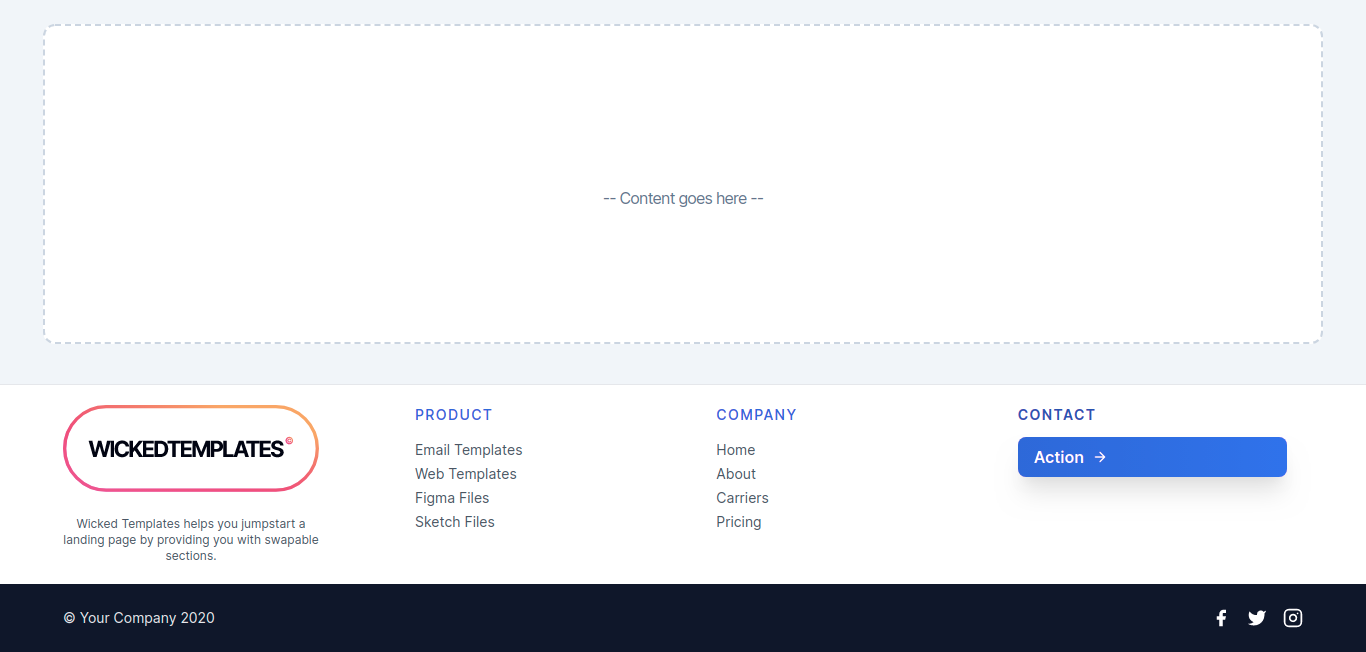 -- Content goes here --
WICKEDTEMPLATES©
Wicked Templates helps you jumpstart a
landing page by providing you with swapable
sections.
PRODUCT
Email Templates
Web Templates
Figma Files
Sketch Files
COMPANY
Home
About
Carriers
Pricing
CONTACT
Action →
© Your Company 2020